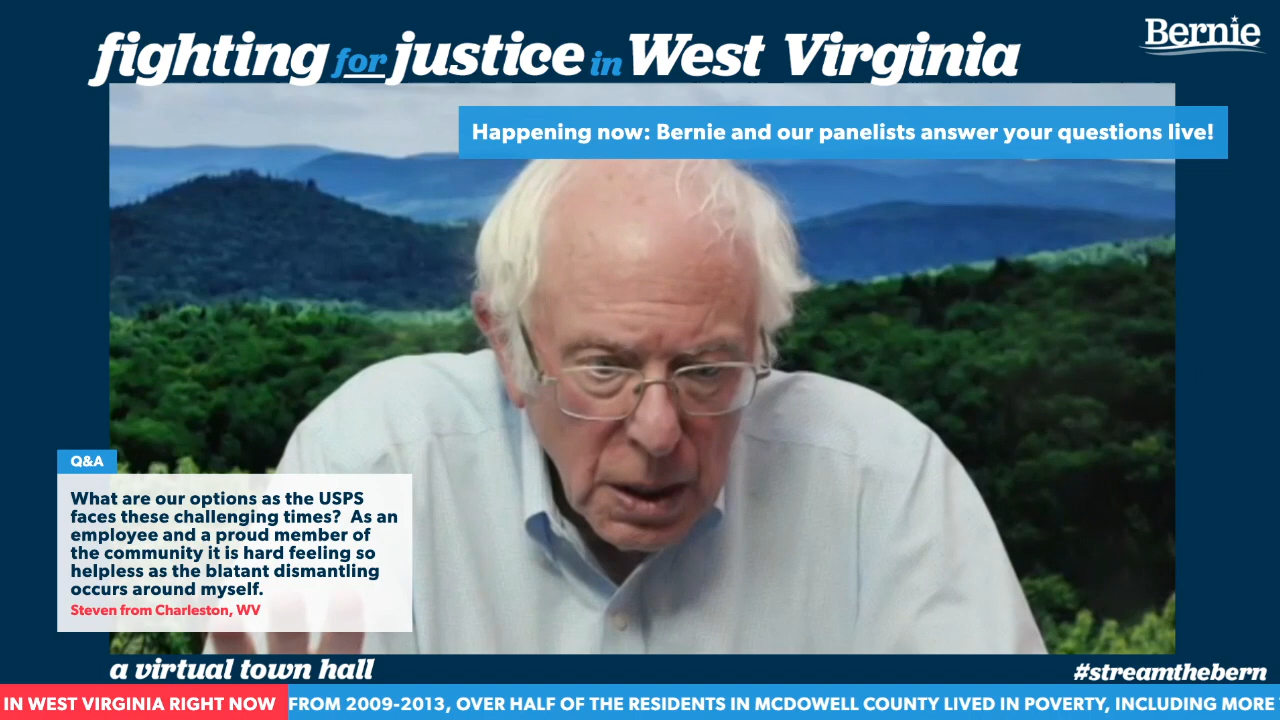 fighting for justice in West Virginia
Bernie
Happening now: Bernie and our panelists answer your questions live!
Q&A
What are our options as the USPS
faces these challenging times?  As an
employee and a proud member of
the community it is hard feeling so
helpless as the blatant dismantling
occurs around myself.
Steven from Charleston, WV
a virtual town hall
#streamthebern
IN WEST VIRGINIA RIGHT NOW
FROM 2009-2013, OVER HALF OF THE RESIDENTS IN MCDOWELL COUNTY LIVED IN POVERTY, INCLUDING MORE